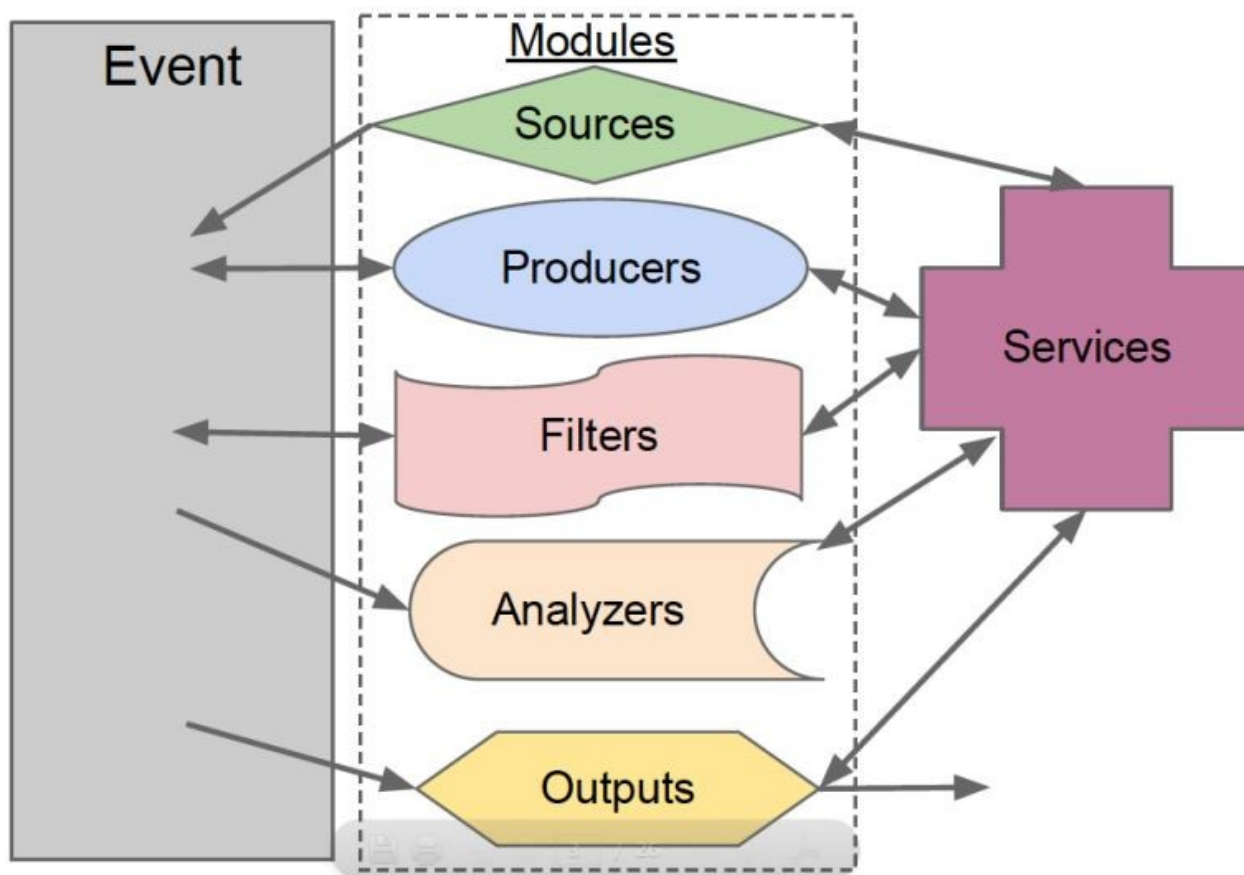 Event
Modules
Sources
Producers
Filters
Services
Analyzers
Outputs